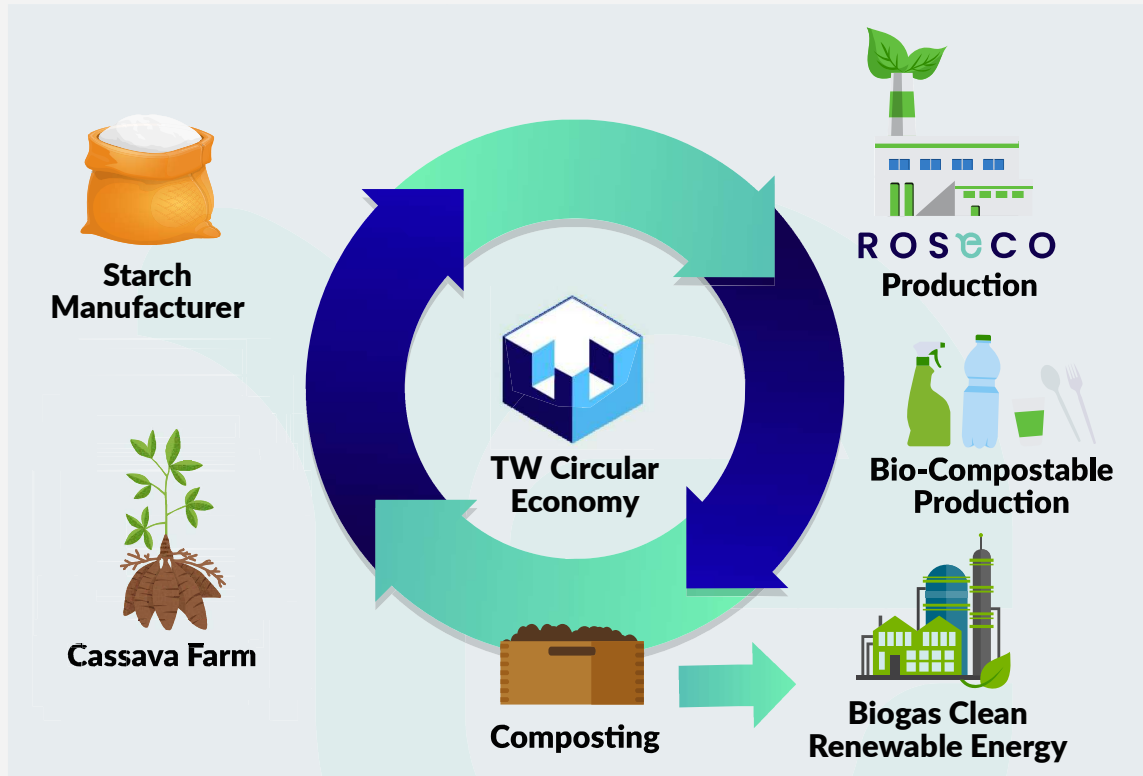 Starch
Manufacturer
ROSeCO
Production
TW Circular
Economy
Bio-Compostable
Production
Cassava Farm
Composting
Biogas Clean
Renewable Energy